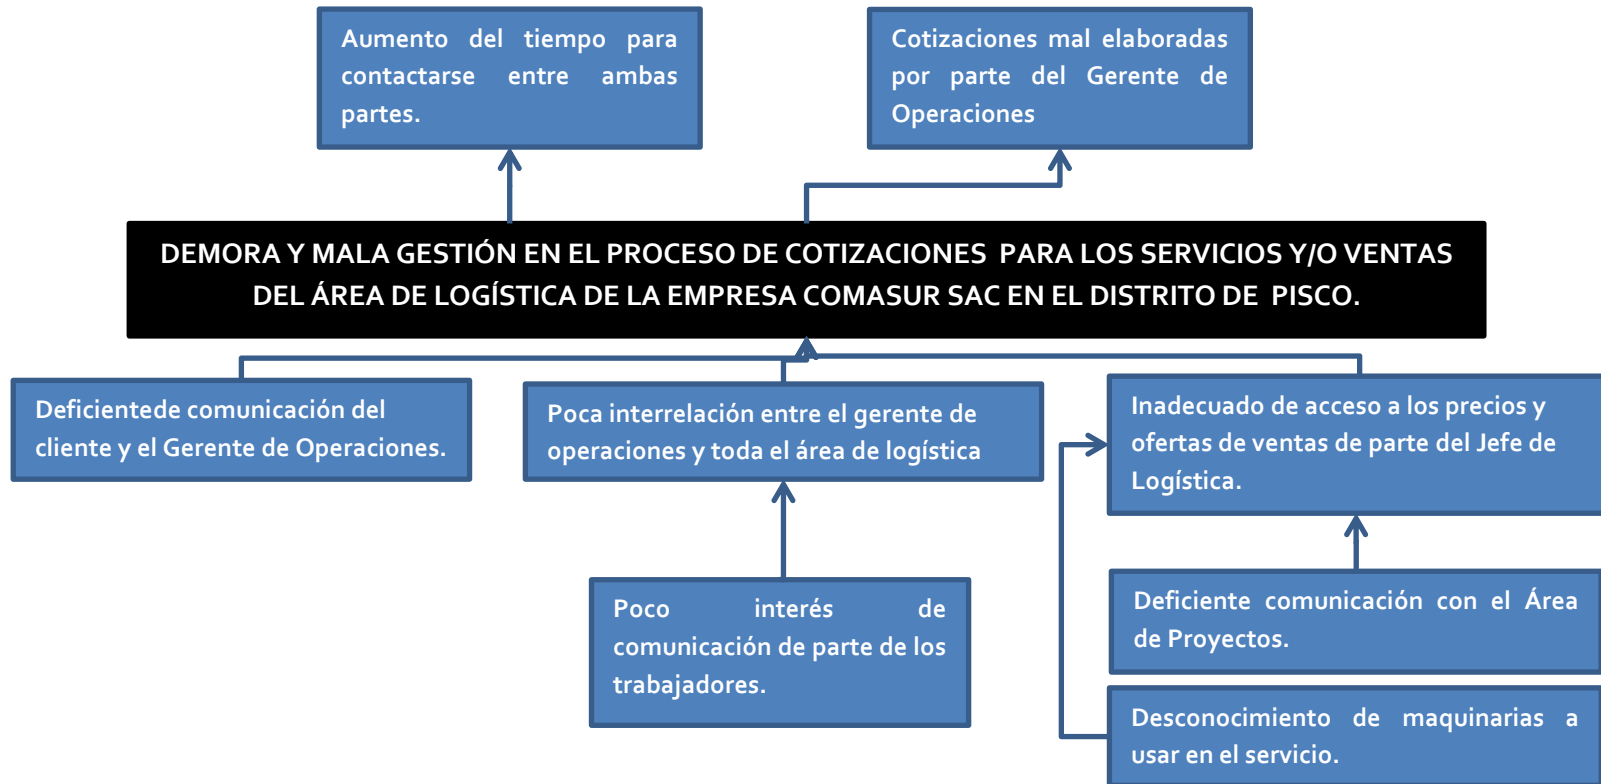 Aumento del tiempo para
contactarse entre ambas
partes.
Cotizaciones mal elaboradas
por parte del Gerente de
Operaciones
DEMORA Y MALA GESTIÓN EN EL PROCESO DE COTIZACIONES PARA LOS SERVICIOS Y/O VENTAS
DEL ÁREA DE LOGÍSTICA DE LA EMPRESA COMASUR SAC EN EL DISTRITO DE PISCO.
Deficientede comunicación del
cliente y el Gerente de Operaciones.
Poca interrelación entre el gerente de
operaciones y toda el área de logística
Inadecuado de acceso a los precios y
ofertas de ventas de parte del Jefe de
Logística.
Poco interés de
comunicación de parte de los
trabajadores.
Deficiente comunicación con el Área
de Proyectos.
Desconocimiento de maquinarias a
usar en el servicio.